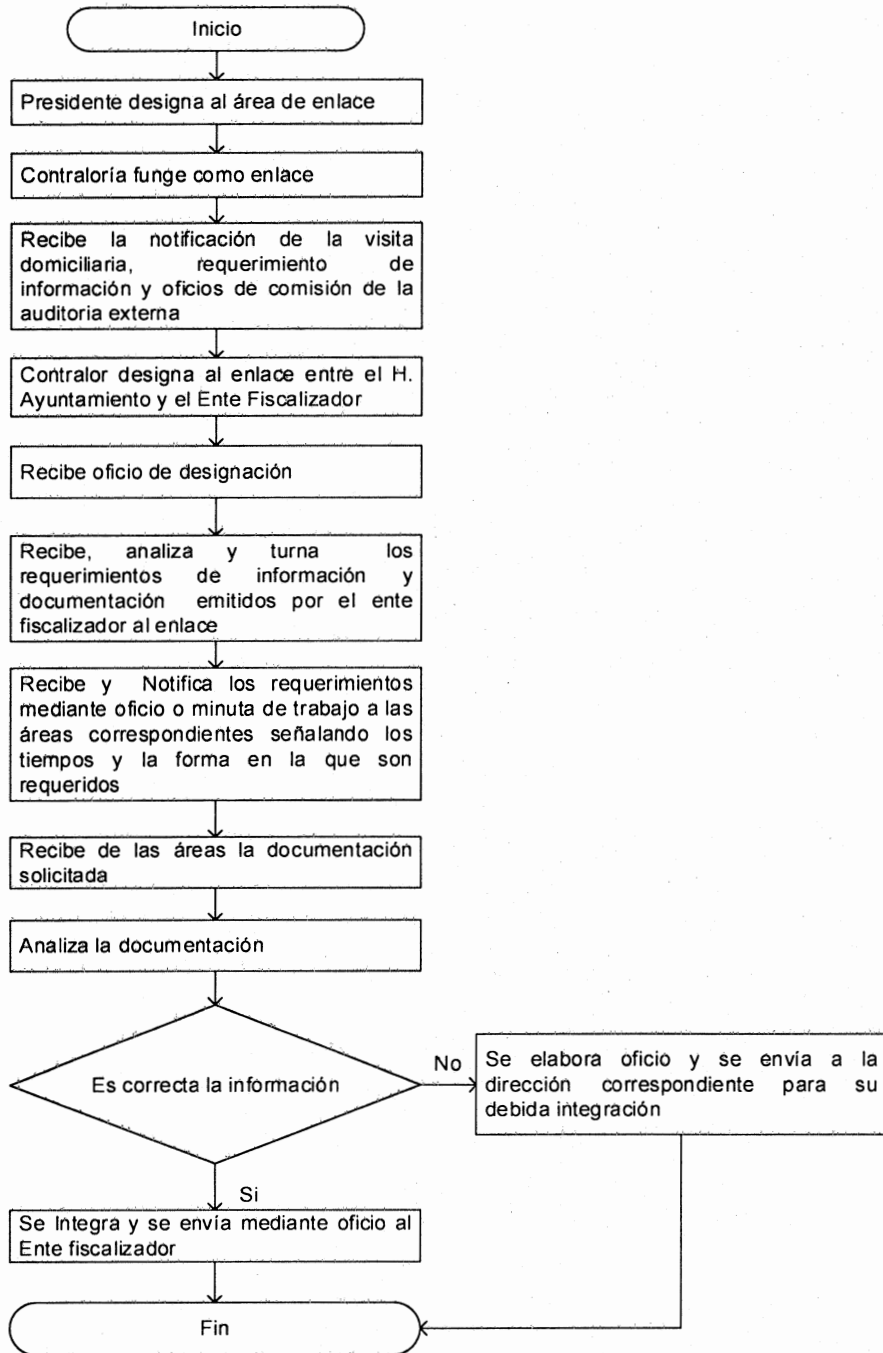 Inicio
Presidente designa al área de enlace
Contraloría funge como enlace
Recibe la notificación de la visita
domiciliaria, requerimiento de
información y oficios de comisión de la
auditoria externa
Contralor designa al enlace entre el H.
Ayuntamiento y el Ente Fiscalizador
Recibe oficio de designación
Recibe, analiza y turna los
requerimientos de información y
documentación emitidos por el ente
fiscalizador al enlace
Recibe y Notifica los requerimientos
mediante oficio o minuta de trabajo a las
áreas correspondientes señalando los
tiempos y la forma en la que son
requeridos
Recibe de las áreas la documentación
solicitada
Analiza la documentación
Es correcta la información
No
Se elabora oficio y se envía a la
dirección correspondiente para su
debida integración
Si
Se Integra y se envía mediante oficio al
Ente fiscalizador
Fin